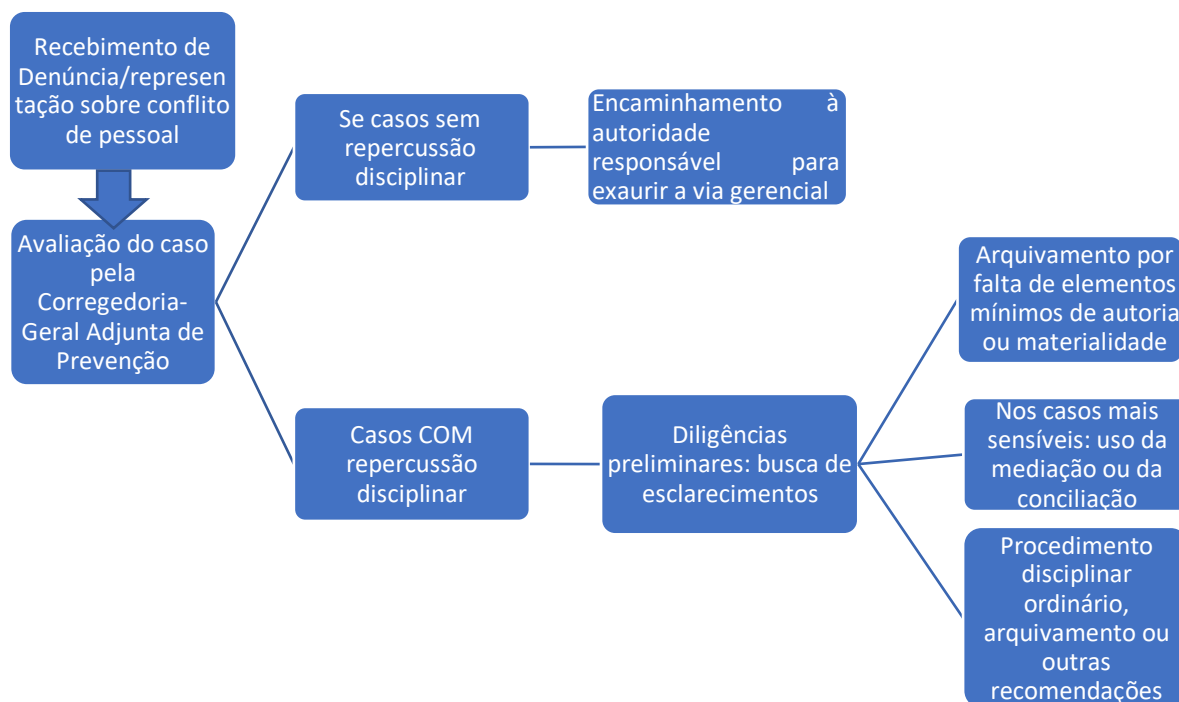 Recebimento de
Denúncia/represen
tação sobre conflito
de pessoal
Avaliação do caso
pela
Corregedoria-
Geral Adjunta de
Prevenção
Se casos sem
repercussão
disciplinar
Encaminhamento à
autoridade
responsável para
exaurir a via gerencial
Casos COM
repercussão
disciplinar
Diligências
preliminares: busca de
esclarecimentos
Arquivamento por
falta de elementos
mínimos de autoria
ou materialidade
Nos casos mais
sensíveis: uso da
mediação ou da
conciliação
Procedimento
disciplinar
ordinário,
arquivamento ou
outras
recomendações